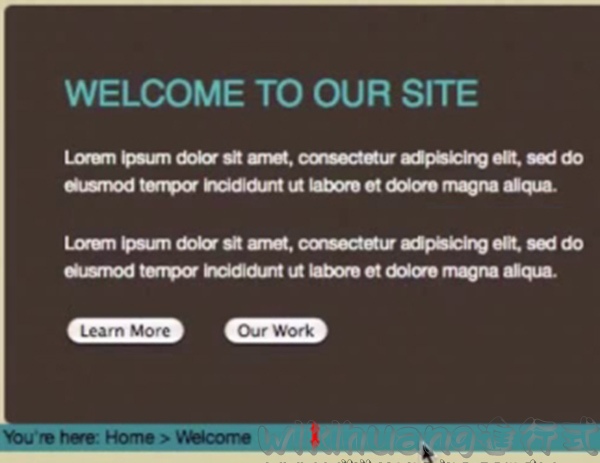 WELCOME TO OUR SITE
Lorem ipsum dolor sit amet, consectetur adipisicing elit, sed do
eiusmod tempor incididunt ut labore et dolore magna aliqua.
Lorem ipsum dolor sit amet, consectetur adipisicing elit, sed do
eiusmod tempor incididunt ut labore et dolore magna aliqua.
Learn More Our Work
You're here: Home > Welcome